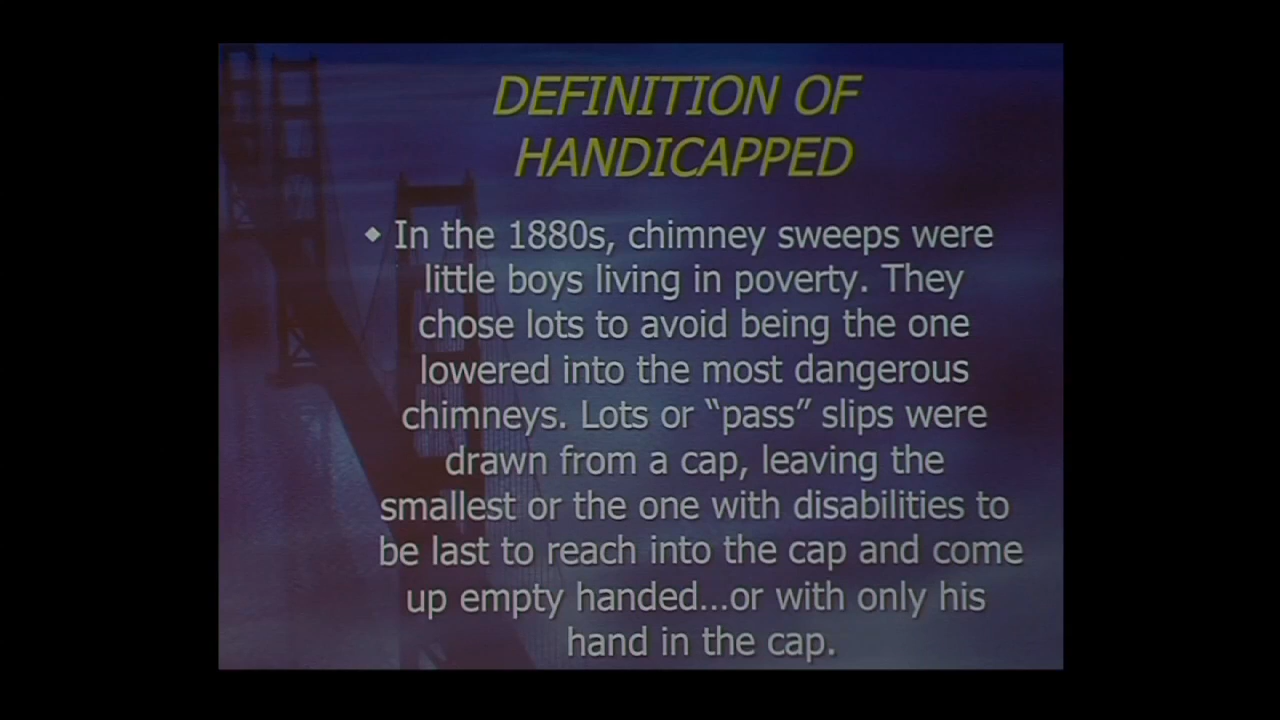 DEFINITION OF
HANDICAPPED
◆ In the 1880s, chimney sweeps were
little boys living in poverty. They
chose lots to avoid being the one
lowered into the most dangerous
chimneys. Lots or “pass” slips were
drawn from a cap, leaving the
smallest or the one with disabilities to
be last to reach into the cap and come
up empty handed...or with only his
hand in the cap.